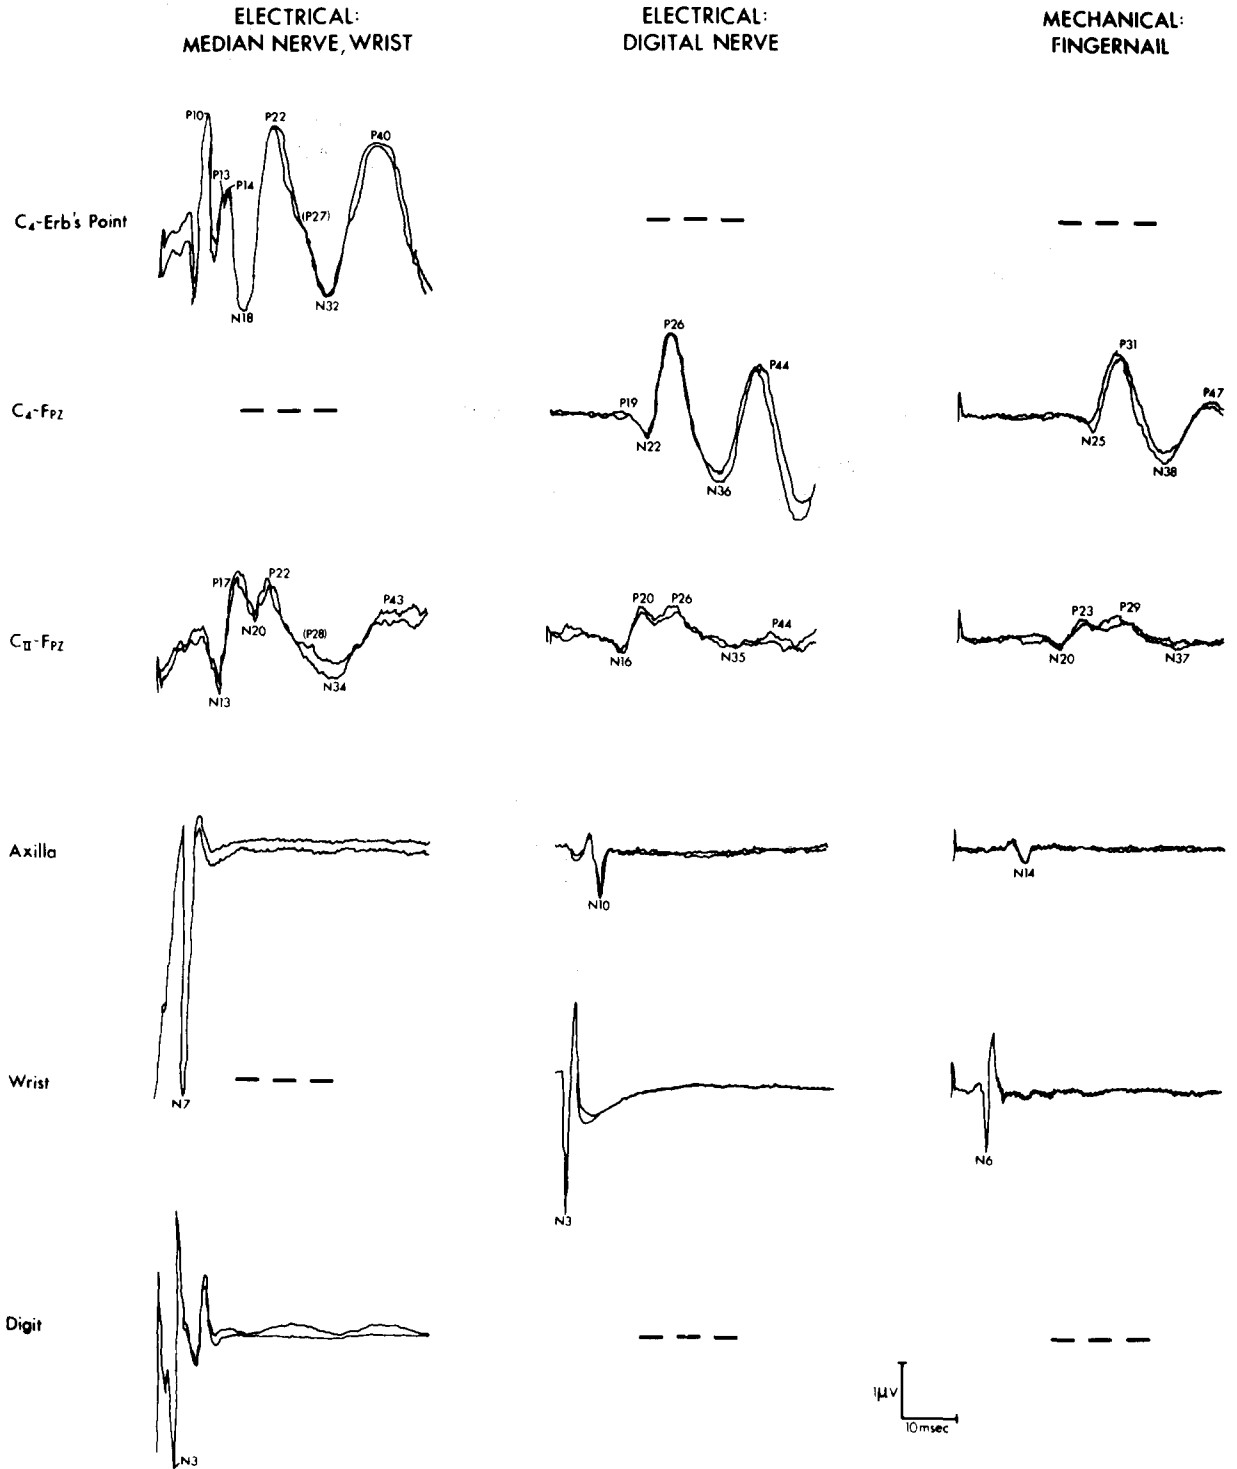 ELECTRICAL:
MEDIAN NERVE, WRIST
ELECTRICAL:
DIGITAL NERVE
MECHANICAL:
FINGERNAIL
C4-Erb's Point
P10
P13
P14
P22
(P27)
P40
N18
N32
C4-FPZ
P19
P26
P44
N22
N36
P31
P47
N25
N38
CII-FPZ
P17
P22
N20
(P28)
P43
N13
N34
P20
P26
P44
N16
N35
P23
P29
N20
N37
Axilla
N7
N10
N14
Wrist
N3
N6
Digit
N3
1μV
10msec